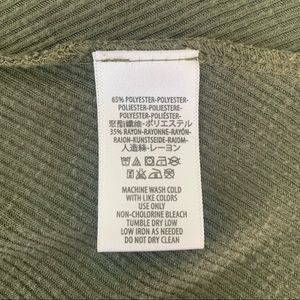 65% POLYESTER-POLYESTER-
POLIESTER-POLIESTERE-
POLYESTER-POLIÉSTER-
聚酯纖維-ポリエステル
35% RAYON-RAYONNE-RAYÓN-
RAION-KUNSTSEIDE-RAIOM-
人造絲-レーヨン
MACHINE WASH COLD
WITH LIKE COLORS
USE ONLY
NON-CHOLORINE BLEACH
TUMBLE DRY LOW
LOW IRON AS NEEDED
DO NOT DRY CLEAN